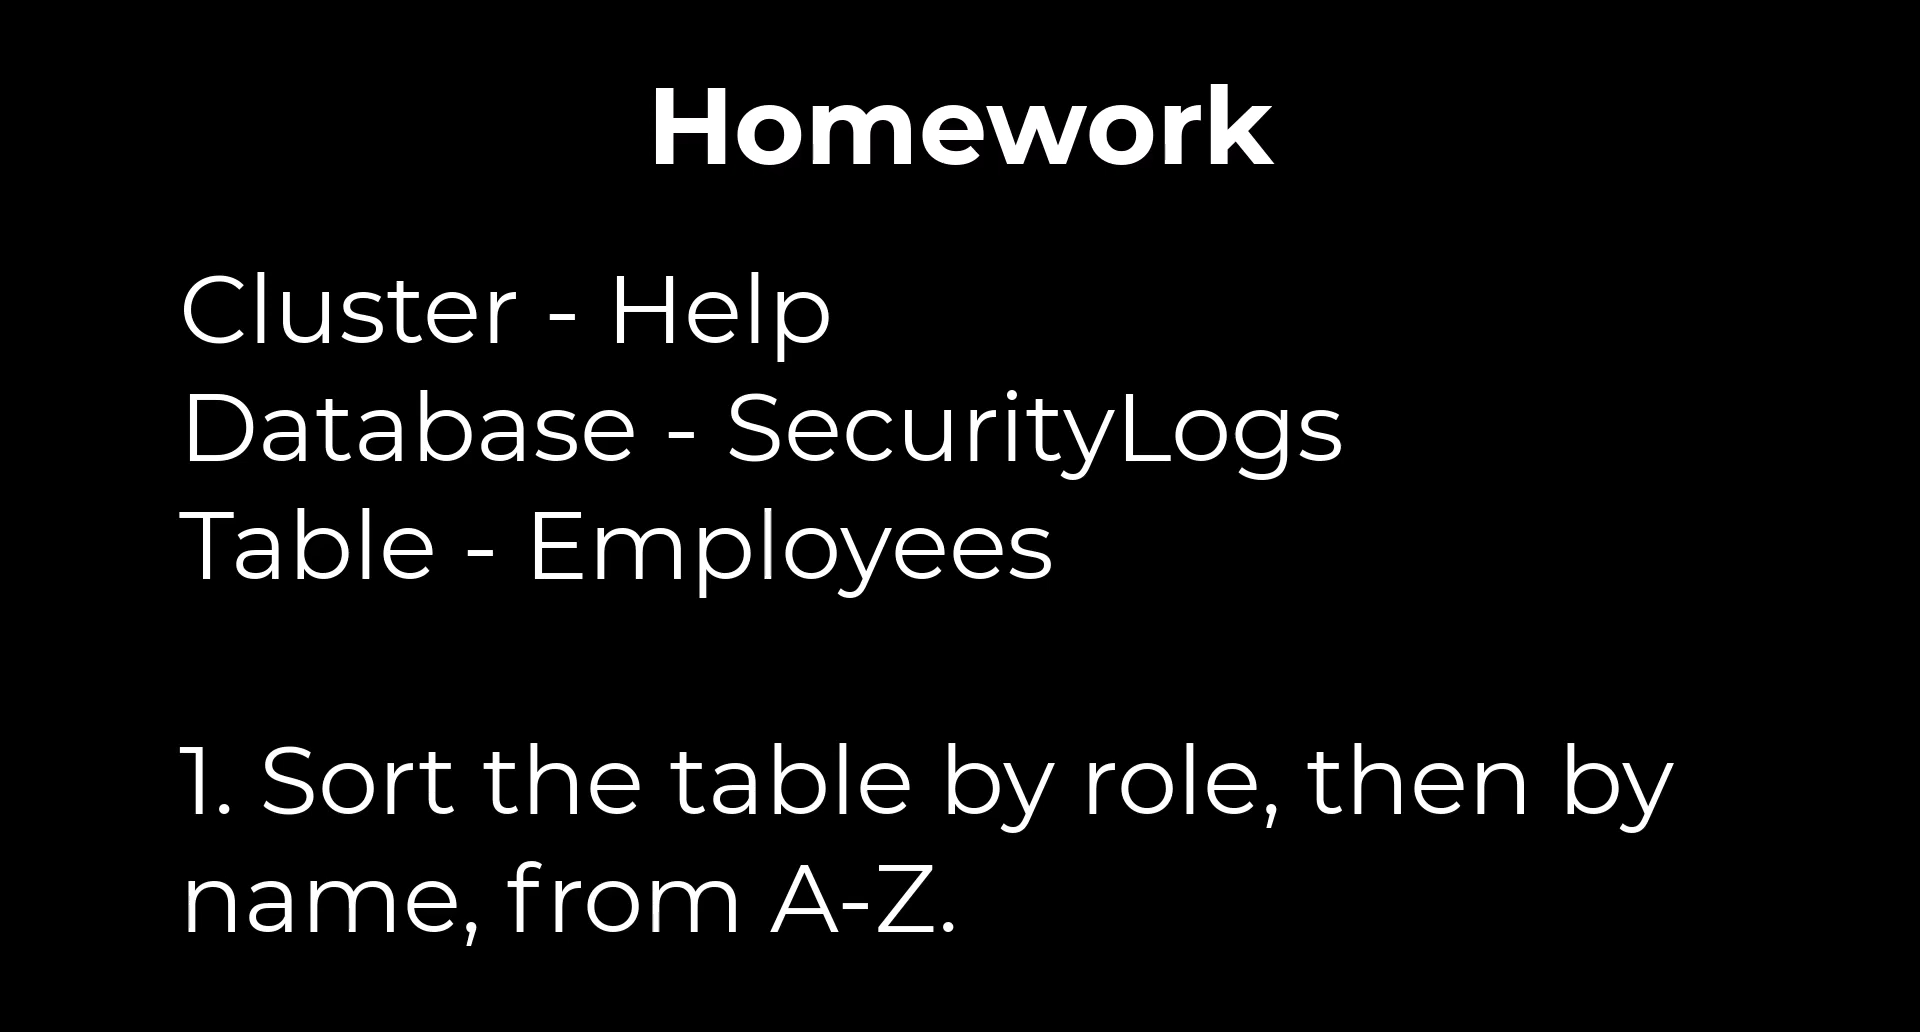 Homework
Cluster - Help
Database - SecurityLogs
Table - Employees
1. Sort the table by role, then by
name, from A-Z.